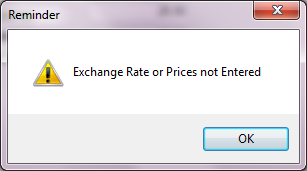 Reminder
Exchange Rate or Prices not Entered
OK